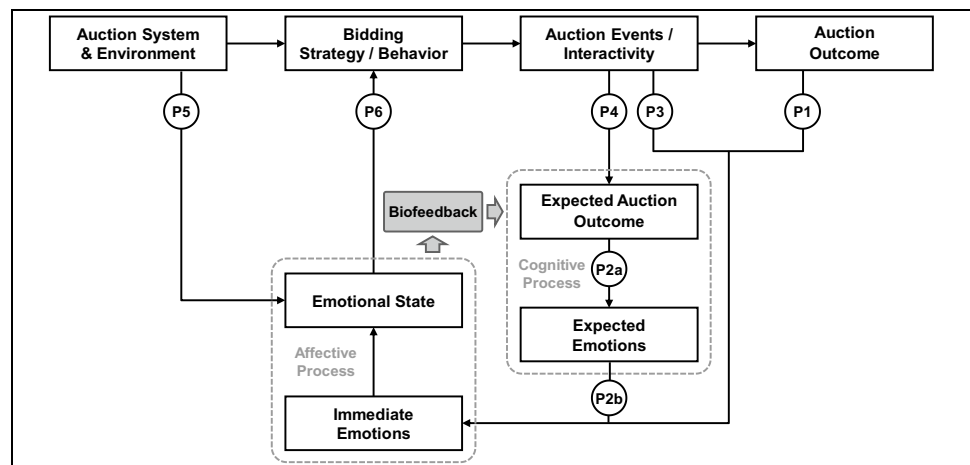 Auction System
& Environment
Bidding
Strategy / Behavior
Auction Events /
Interactivity
Auction
Outcome
P5
P6
P4
P3
P1
Biofeedback
Expected Auction
Outcome
Cognitive
Process
P2a
Emotional State
Expected
Emotions
Affective
Process
P2b
Immediate
Emotions